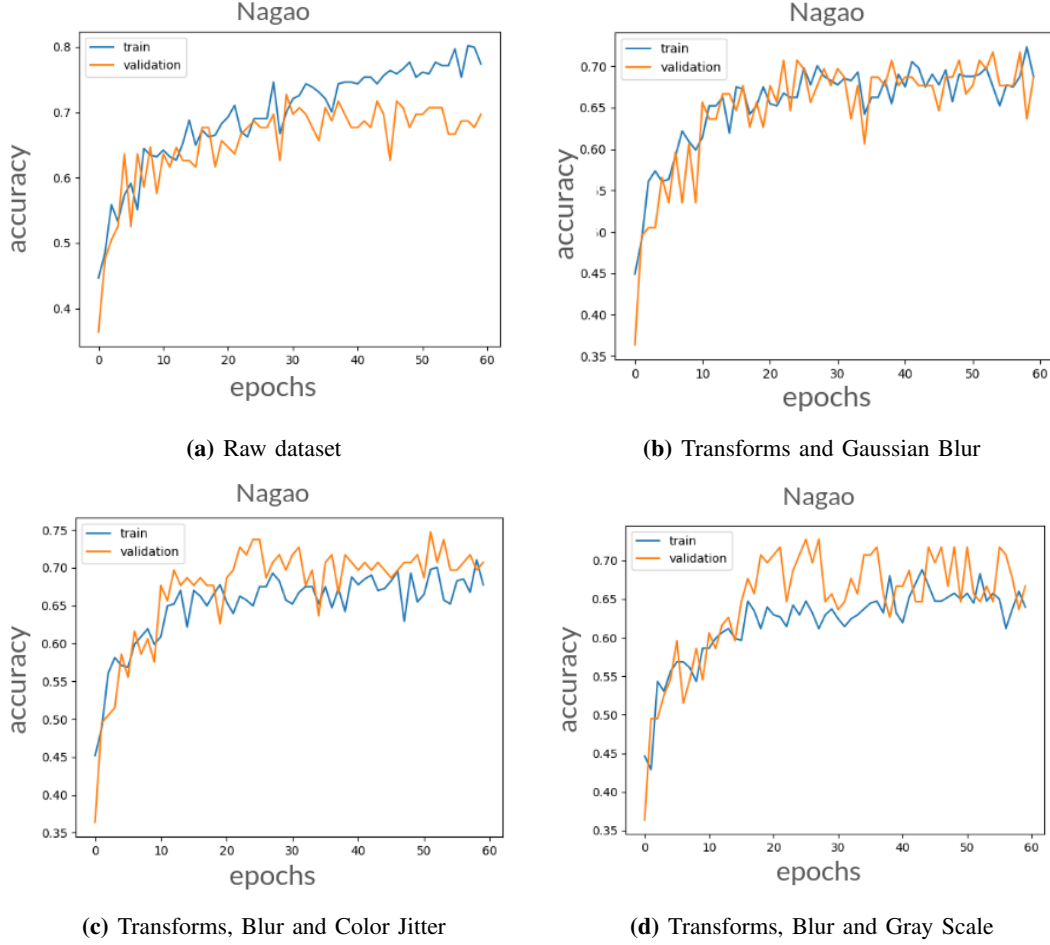 Nagao
train
validation
0.8
0.7
0.6
0.5
0.4
accuracy
0 10 20 30 40 50 60
epochs
(a) Raw dataset
Nagao
train
validation
0.70
0.65
0.60
0.45
0.40
0.35
accuracy
0 10 20 30 40 50 60
epochs
(b) Transforms and Gaussian Blur
Nagao
train
validation
0.75
0.70
0.65
0.60
0.55
0.50
0.45
0.40
0.35
accuracy
0 10 20 30 40 50 60
epochs
(c) Transforms, Blur and Color Jitter
Nagao
train
validation
0.70
0.65
0.60
0.55
0.50
0.45
0.40
0.35
accuracy
0 10 20 30 40 50 60
epochs
(d) Transforms, Blur and Gray Scale